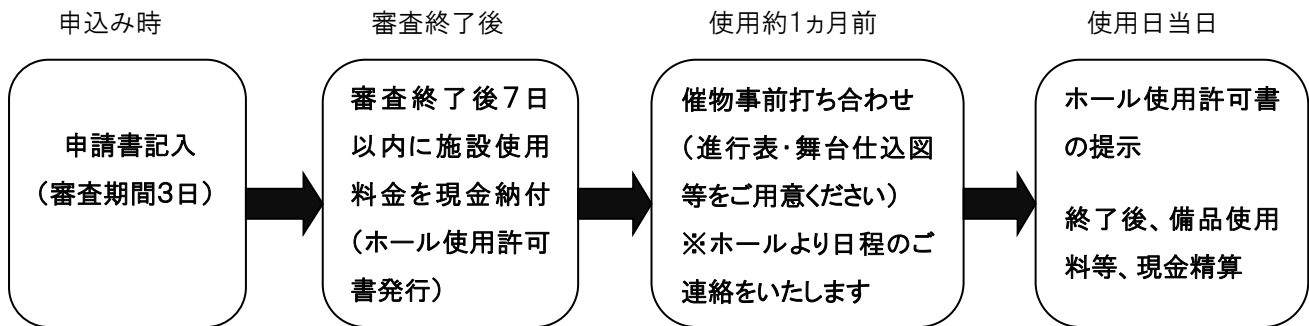 申込み時
申請書記入
（審査期間3日）
審査終了後
審査終了後7日
以内に施設使用
料金を現金納付
（ホール使用許可
書発行）
使用約1ヵ月前
催物事前打ち合わせ
（進行表・舞台仕込図
等をご用意ください）
※ホールより日程のご
連絡をいたします
使用日当日
ホール使用許可書
の提示
終了後、備品使用
料等、現金精算